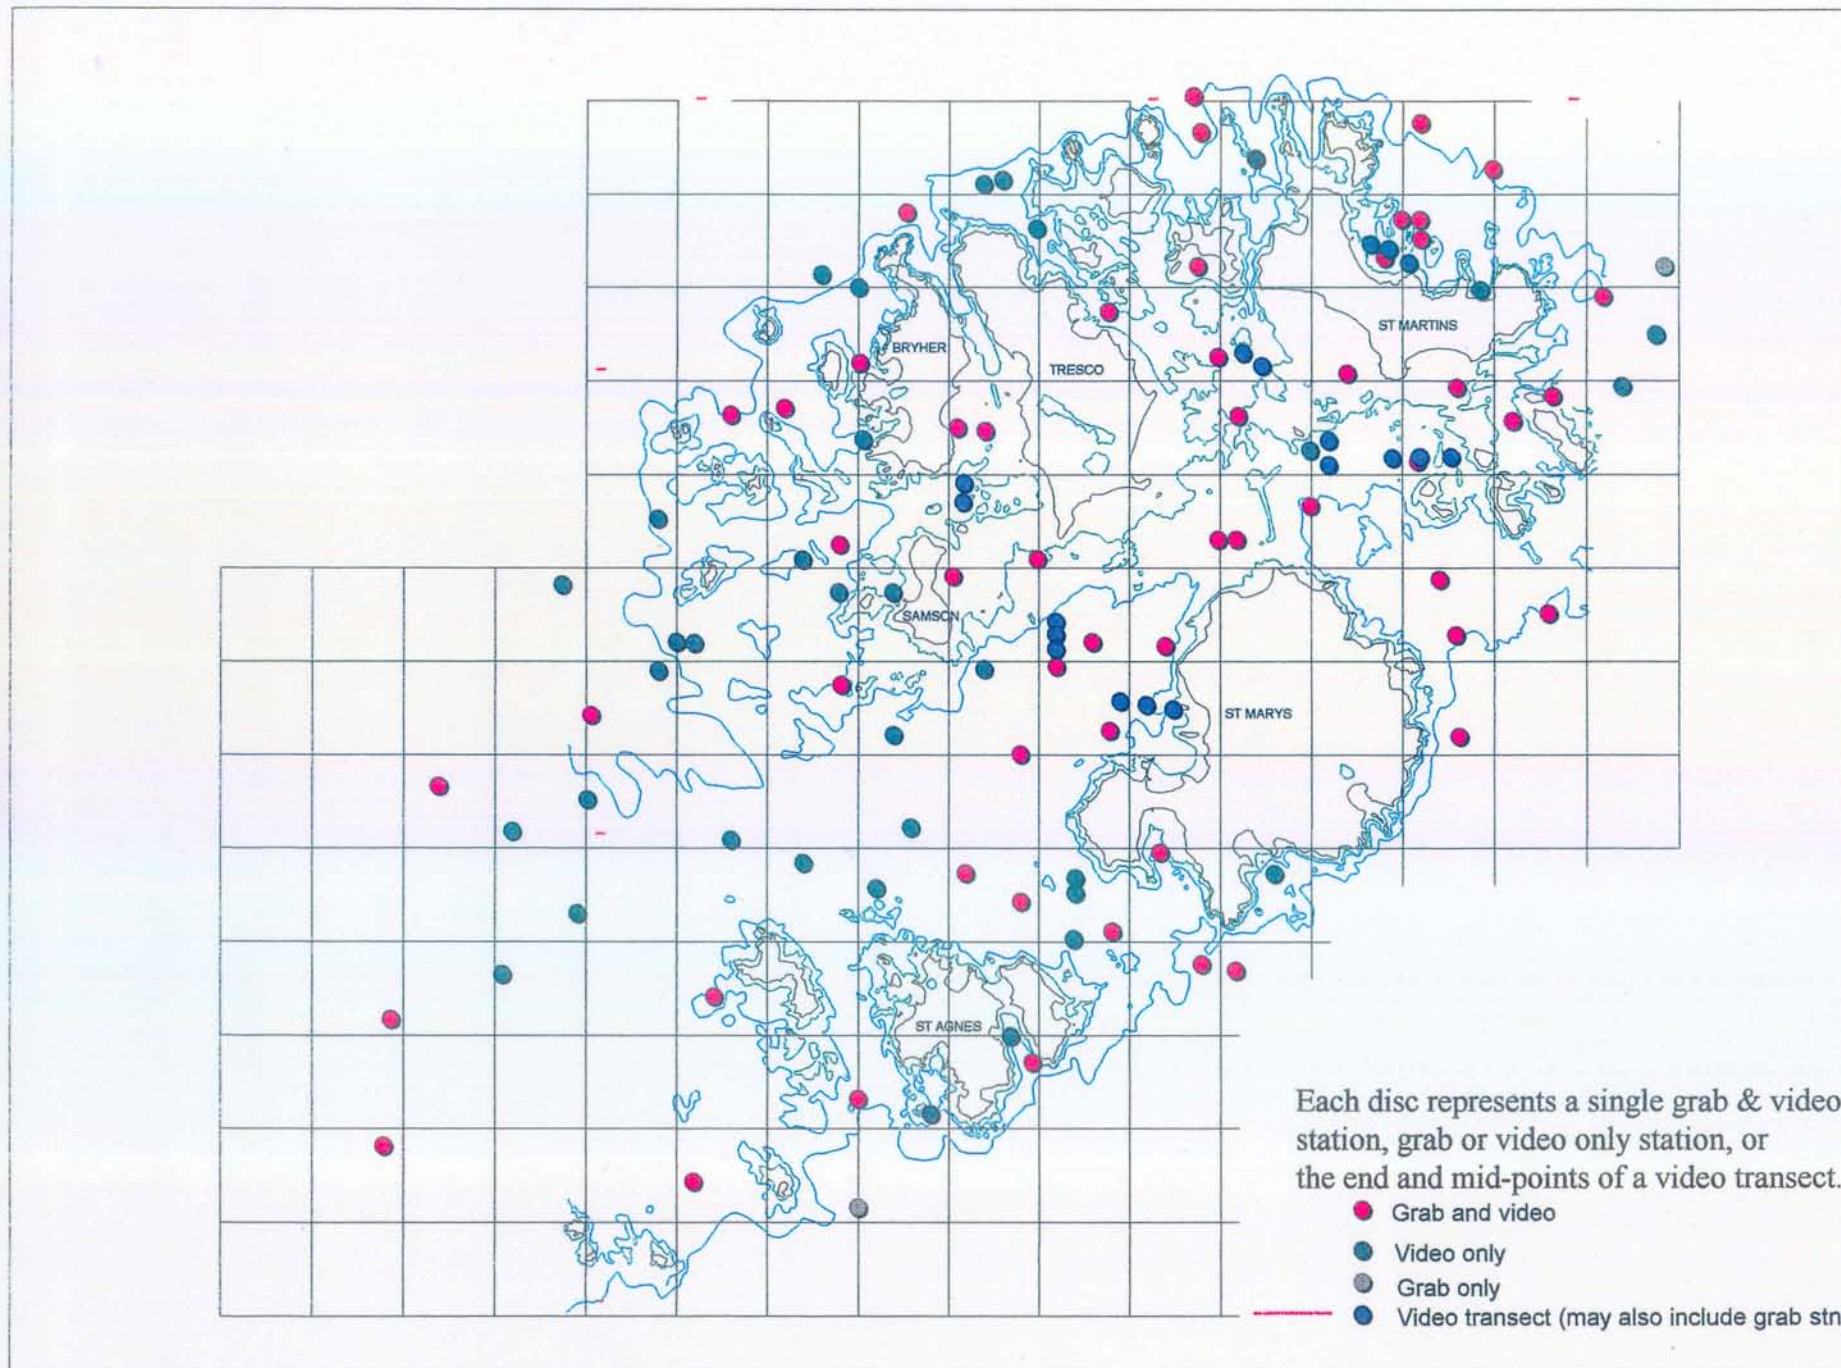 ST MARTINS
BRYHER
TRESCO
SAMSON
ST MARYS
ST AGNES
Each disc represents a single grab & video
station, grab or video only station, or
the end and mid-points of a video transect.
Grab and video
Video only
Grab only
Video transect (may also include grab stn